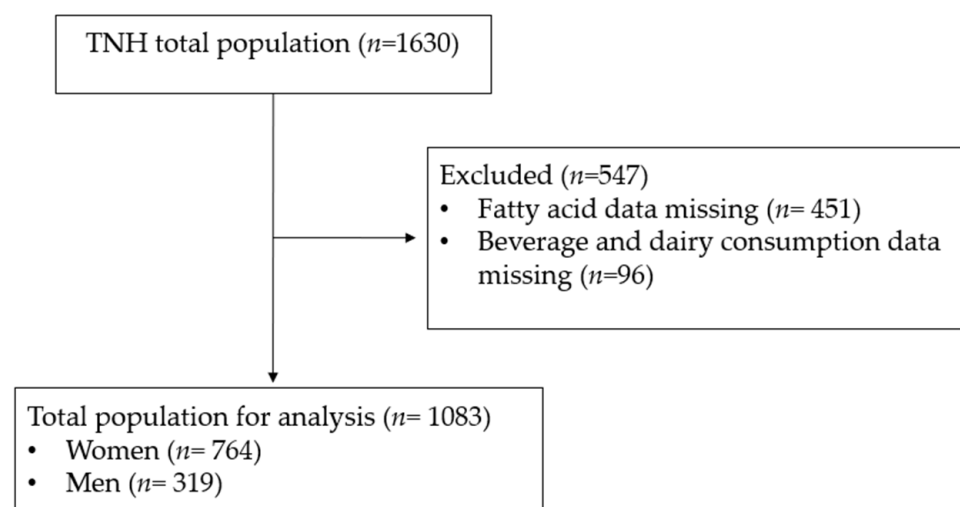 TNH total population (n=1630)
Excluded (n=547)
• Fatty acid data missing (n= 451)
• Beverage and dairy consumption data
missing (n=96)
Total population for analysis (n= 1083)
• Women (n= 764)
• Men (n= 319)